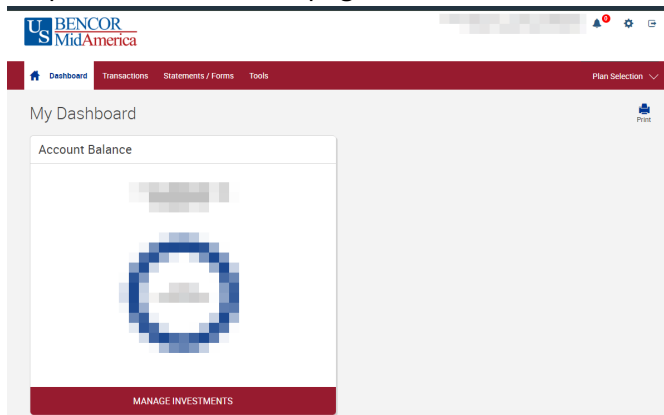 US BENCOR
MidAmerica
0
Dashboard Transactions Statements / Forms Tools Plan Selection
My Dashboard
Print
Account Balance
MANAGE INVESTMENTS